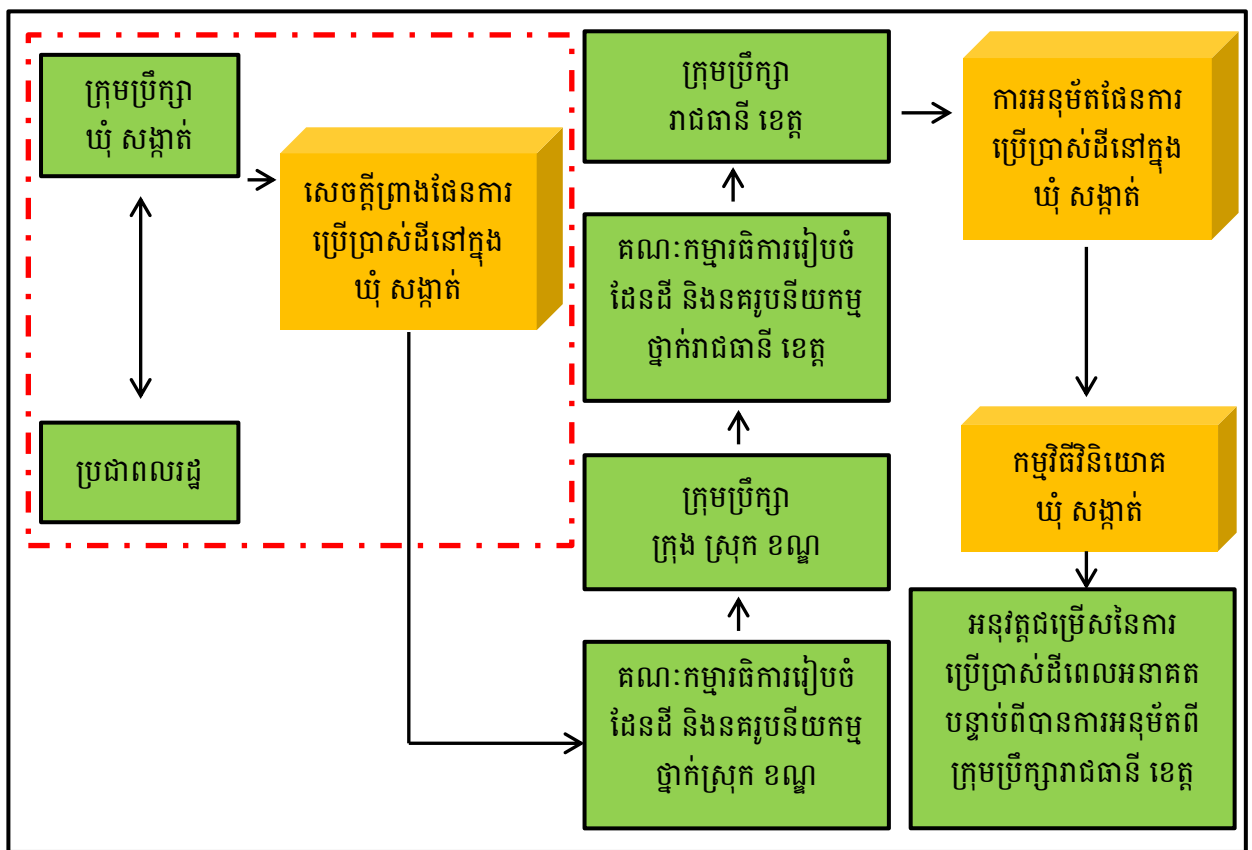 ក្រុមប្រឹក្សា
ឃុំ សង្កាត់
ប្រជាពលរដ្ឋ
សេចក្តីព្រាងផែនការ
ប្រើប្រាស់ដីនៅក្នុង
ឃុំ សង្កាត់
ក្រុមប្រឹក្សា
រាជធានី ខេត្ត
គណៈកម្មារធិការរៀបចំ
ដែនដី និងនគរូបនីយកម្ម
ថ្នាក់រាជធានី ខេត្ត
ក្រុមប្រឹក្សា
ក្រុង ស្រុក ខណ្ឌ
គណៈកម្មារធិការរៀបចំ
ដែនដី និងនគរូបនីយកម្ម
ថ្នាក់ស្រុក ខណ្ឌ
ការអនុម័តផែនការ
ប្រើប្រាស់ដីនៅក្នុង
ឃុំ សង្កាត់
កម្មវិធីវិនិយោគ
ឃុំ សង្កាត់
អនុវត្តជម្រើសនៃការ
ប្រើប្រាស់ដីពេលអនាគត
បន្ទាប់ពីបានការអនុម័តពី
ក្រុមប្រឹក្សារាជធានី ខេត្ត